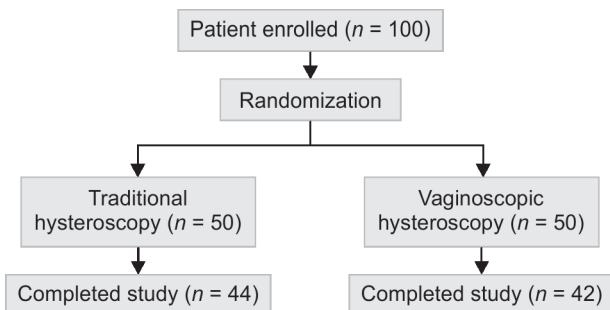 Patient enrolled (n = 100)
Randomization
Traditional
hysteroscopy (n = 50)
Vaginoscopic
hysteroscopy (n = 50)
Completed study (n = 44)
Completed study (n = 42)